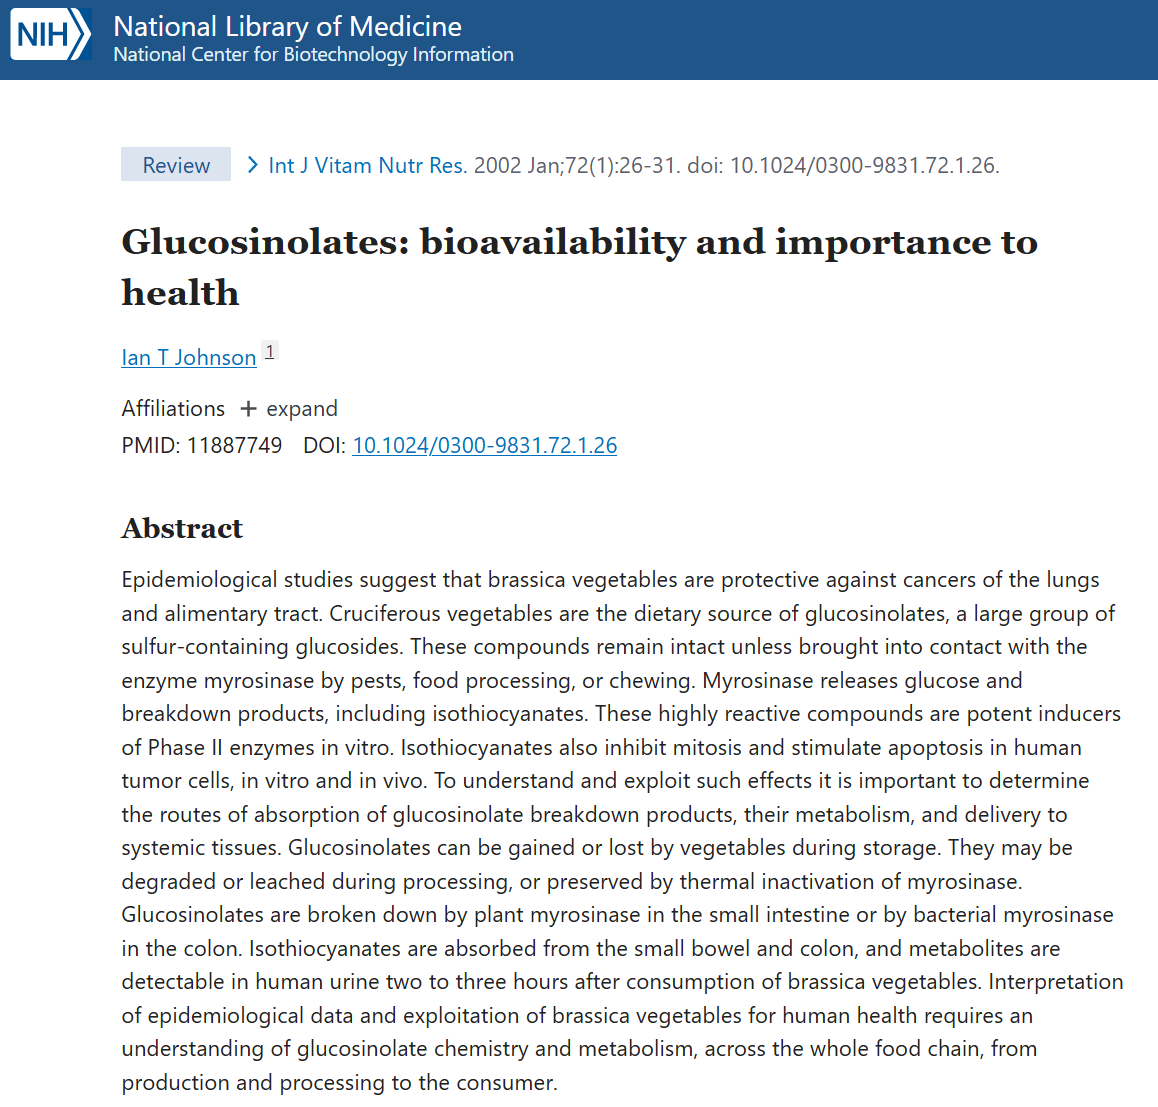 NIH
National Library of Medicine
National Center for Biotechnology Information
Review
Int J Vitam Nutr Res. 2002 Jan;72(1):26-31. doi: 10.1024/0300-9831.72.1.26.
Glucosinolates: bioavailability and importance to
health
Ian T Johnson 1
Affiliations + expand
PMID: 11887749 DOI: 10.1024/0300-9831.72.1.26
Abstract
Epidemiological studies suggest that brassica vegetables are protective against cancers of the lungs
and alimentary tract. Cruciferous vegetables are the dietary source of glucosinolates, a large group of
sulfur-containing glucosides. These compounds remain intact unless brought into contact with the
enzyme myrosinase by pests, food processing, or chewing. Myrosinase releases glucose and
breakdown products, including isothiocyanates. These highly reactive compounds are potent inducers
of Phase II enzymes in vitro. Isothiocyanates also inhibit mitosis and stimulate apoptosis in human
tumor cells, in vitro and in vivo. To understand and exploit such effects it is important to determine
the routes of absorption of glucosinolate breakdown products, their metabolism, and delivery to
systemic tissues. Glucosinolates can be gained or lost by vegetables during storage. They may be
degraded or leached during processing, or preserved by thermal inactivation of myrosinase.
Glucosinolates are broken down by plant myrosinase in the small intestine or by bacterial myrosinase
in the colon. Isothiocyanates are absorbed from the small bowel and colon, and metabolites are
detectable in human urine two to three hours after consumption of brassica vegetables. Interpretation
of epidemiological data and exploitation of brassica vegetables for human health requires an
understanding of glucosinolate chemistry and metabolism, across the whole food chain, from
production and processing to the consumer.